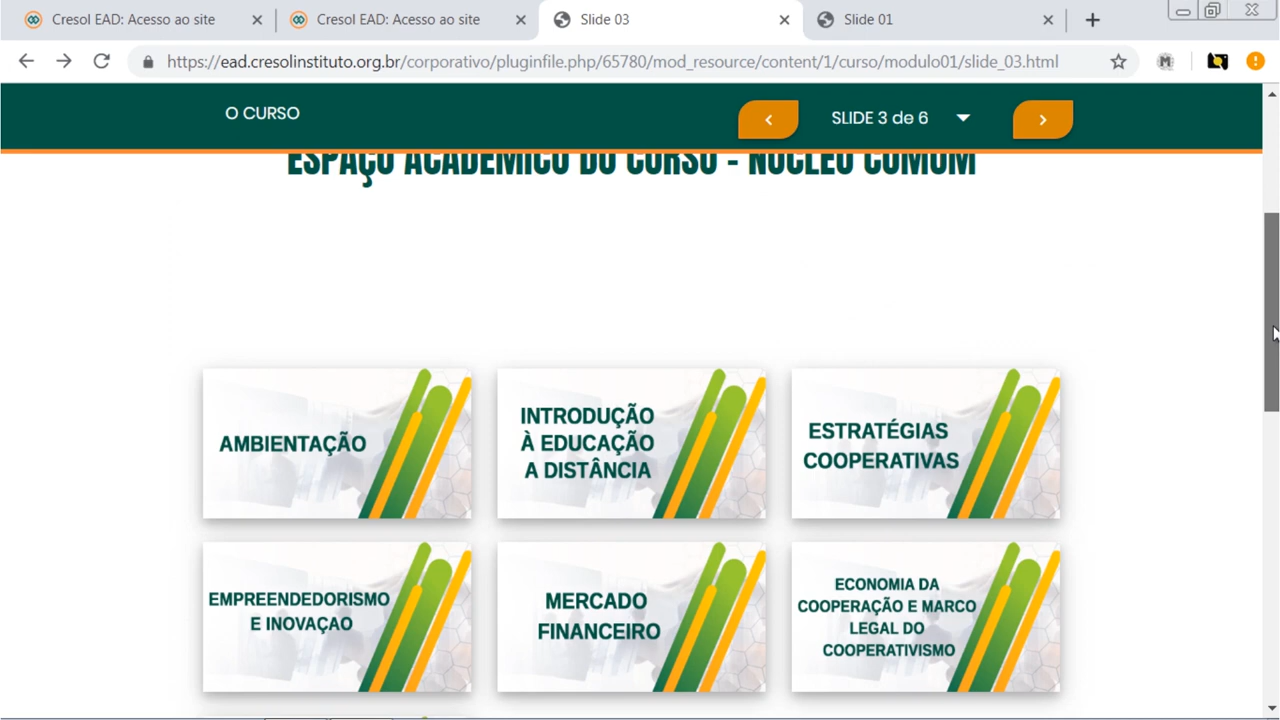 Cresol EAD: Acesso ao site
Cresol EAD: Acesso ao site
Slide 03
Slide 01
https://ead.cresolinstituto.org.br/corporativo/pluginfile.php/65780/mod_resource/content/1/curso/modulo01/slide_03.html
O CURSO
SLIDE 3 de 6
ESPAÇO ACADÊMICO DO CURSO - NÚCLEO COMUM
AMBIENTAÇÃO
INTRODUÇÃO
À EDUCAÇÃO
A DISTÂNCIA
ESTRATÉGIAS
COOPERATIVAS
EMPREENDEDORISMO
E INOVAÇAO
MERCADO
FINANCEIRO
ECONOMIA DA
COOPERAÇÃO E MARCO
LEGAL DO
COOPERATIVISMO